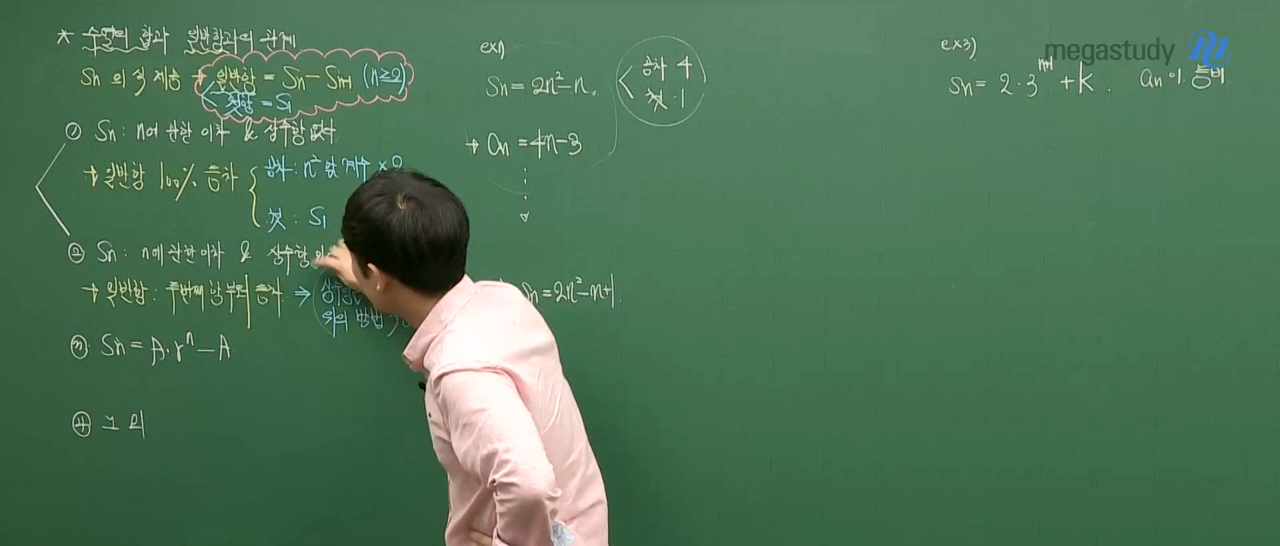 * 수열의 합과 일반항과의 관계
Sn의 식 제공 → 일반항 = Sn - Sn-1 (n≥2)
첫항 = S1
① Sn : n에 관한 이차 & 상수항 없다
→ 일반항 100% 등차
공차 : n² 앞 계수 × 2
첫 : S1
② Sn : n에 관한 이차 & 상수항
→ 일반항 : 두번째 항부터 등차 ⇒
위의 방법
③ Sn = A·rⁿ - A
④ 그 외
ex1)
Sn = 2n² - n.
공차 4
첫 : 1
→ an = 4n-3
Sn = 2n² - n + 1.
ex3)
megastudy
Sn = 2·3ⁿ⁺¹ + K. an이 등비